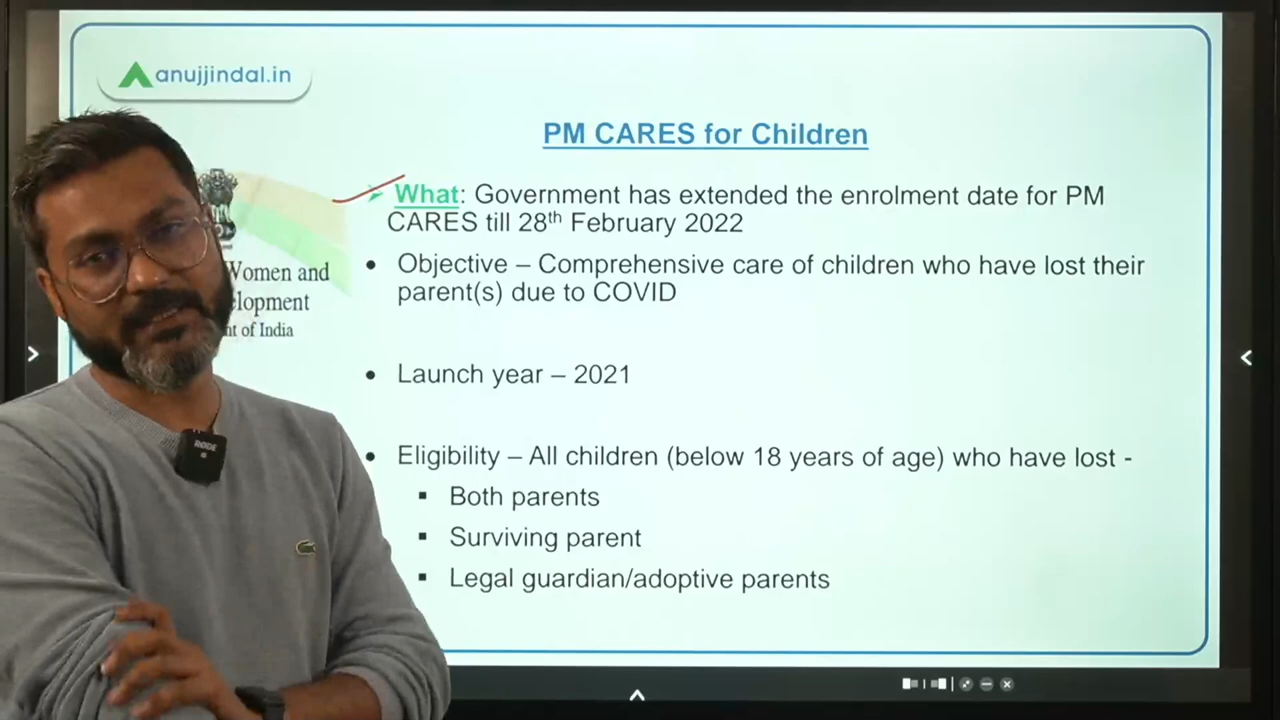 anujjindal.in
PM CARES for Children
What: Government has extended the enrolment date for PM
CARES till 28th February 2022
Women and
Objective – Comprehensive care of children who have lost their
lopment
parent(s) due to COVID
nt of India
Launch year – 2021
RODE
Eligibility – All children (below 18 years of age) who have lost -
Both parents
Surviving parent
Legal guardian/adoptive parents